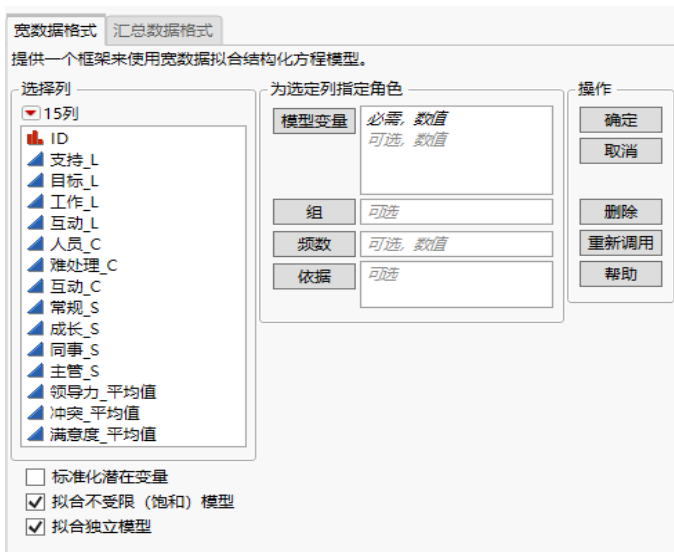 宽数据格式 汇总数据格式
提供一个框架来使用宽数据拟合结构化方程模型。
选择列
15列
ID
支持_L
目标_L
工作_L
互动_L
人员_C
难处理_C
互动_C
常规_S
成长_S
同事_S
主管_S
领导力_平均值
冲突_平均值
满意度_平均值
标准化潜在变量
拟合不受限（饱和）模型
拟合独立模型
为选定列指定角色
模型变量 必需, 数值
可选, 数值
组 可选
频数 可选, 数值
依据 可选
操作
确定
取消
删除
重新调用
帮助